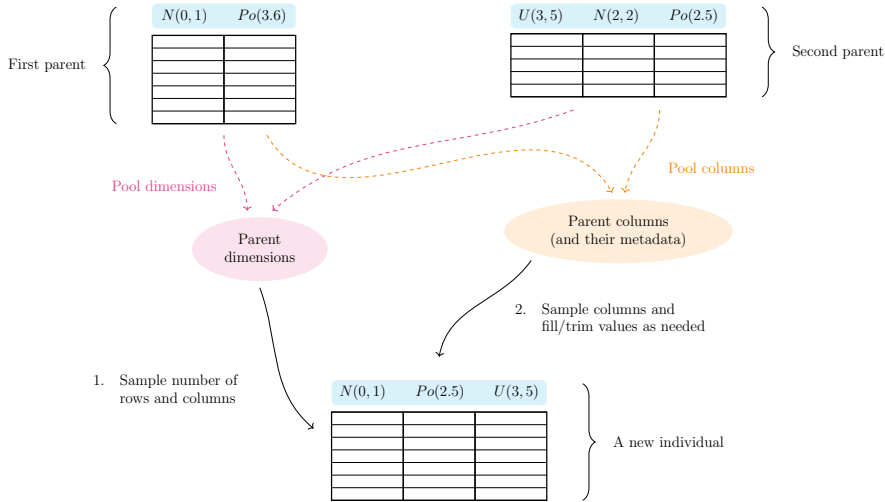 N(0, 1) Po(3.6)
First parent
U(3, 5) N(2, 2) Po(2.5)
Second parent
Pool dimensions
Pool columns
Parent
dimensions
Parent columns
(and their metadata)
2. Sample columns and
fill/trim values as needed
1. Sample number of
rows and columns
N(0, 1) Po(2.5) U(3, 5)
A new individual